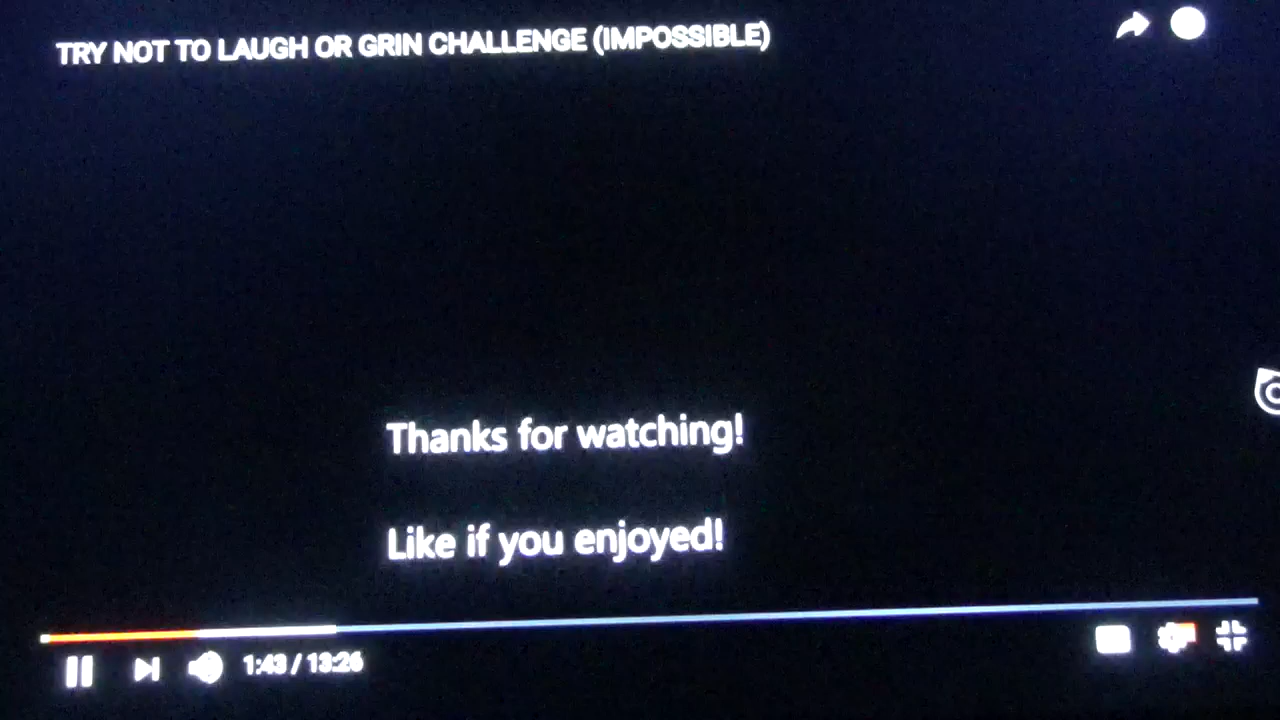 TRY NOT TO LAUGH OR GRIN CHALLENGE (IMPOSSIBLE)
Thanks for watching!
Like if you enjoyed!
1:43 / 13:26